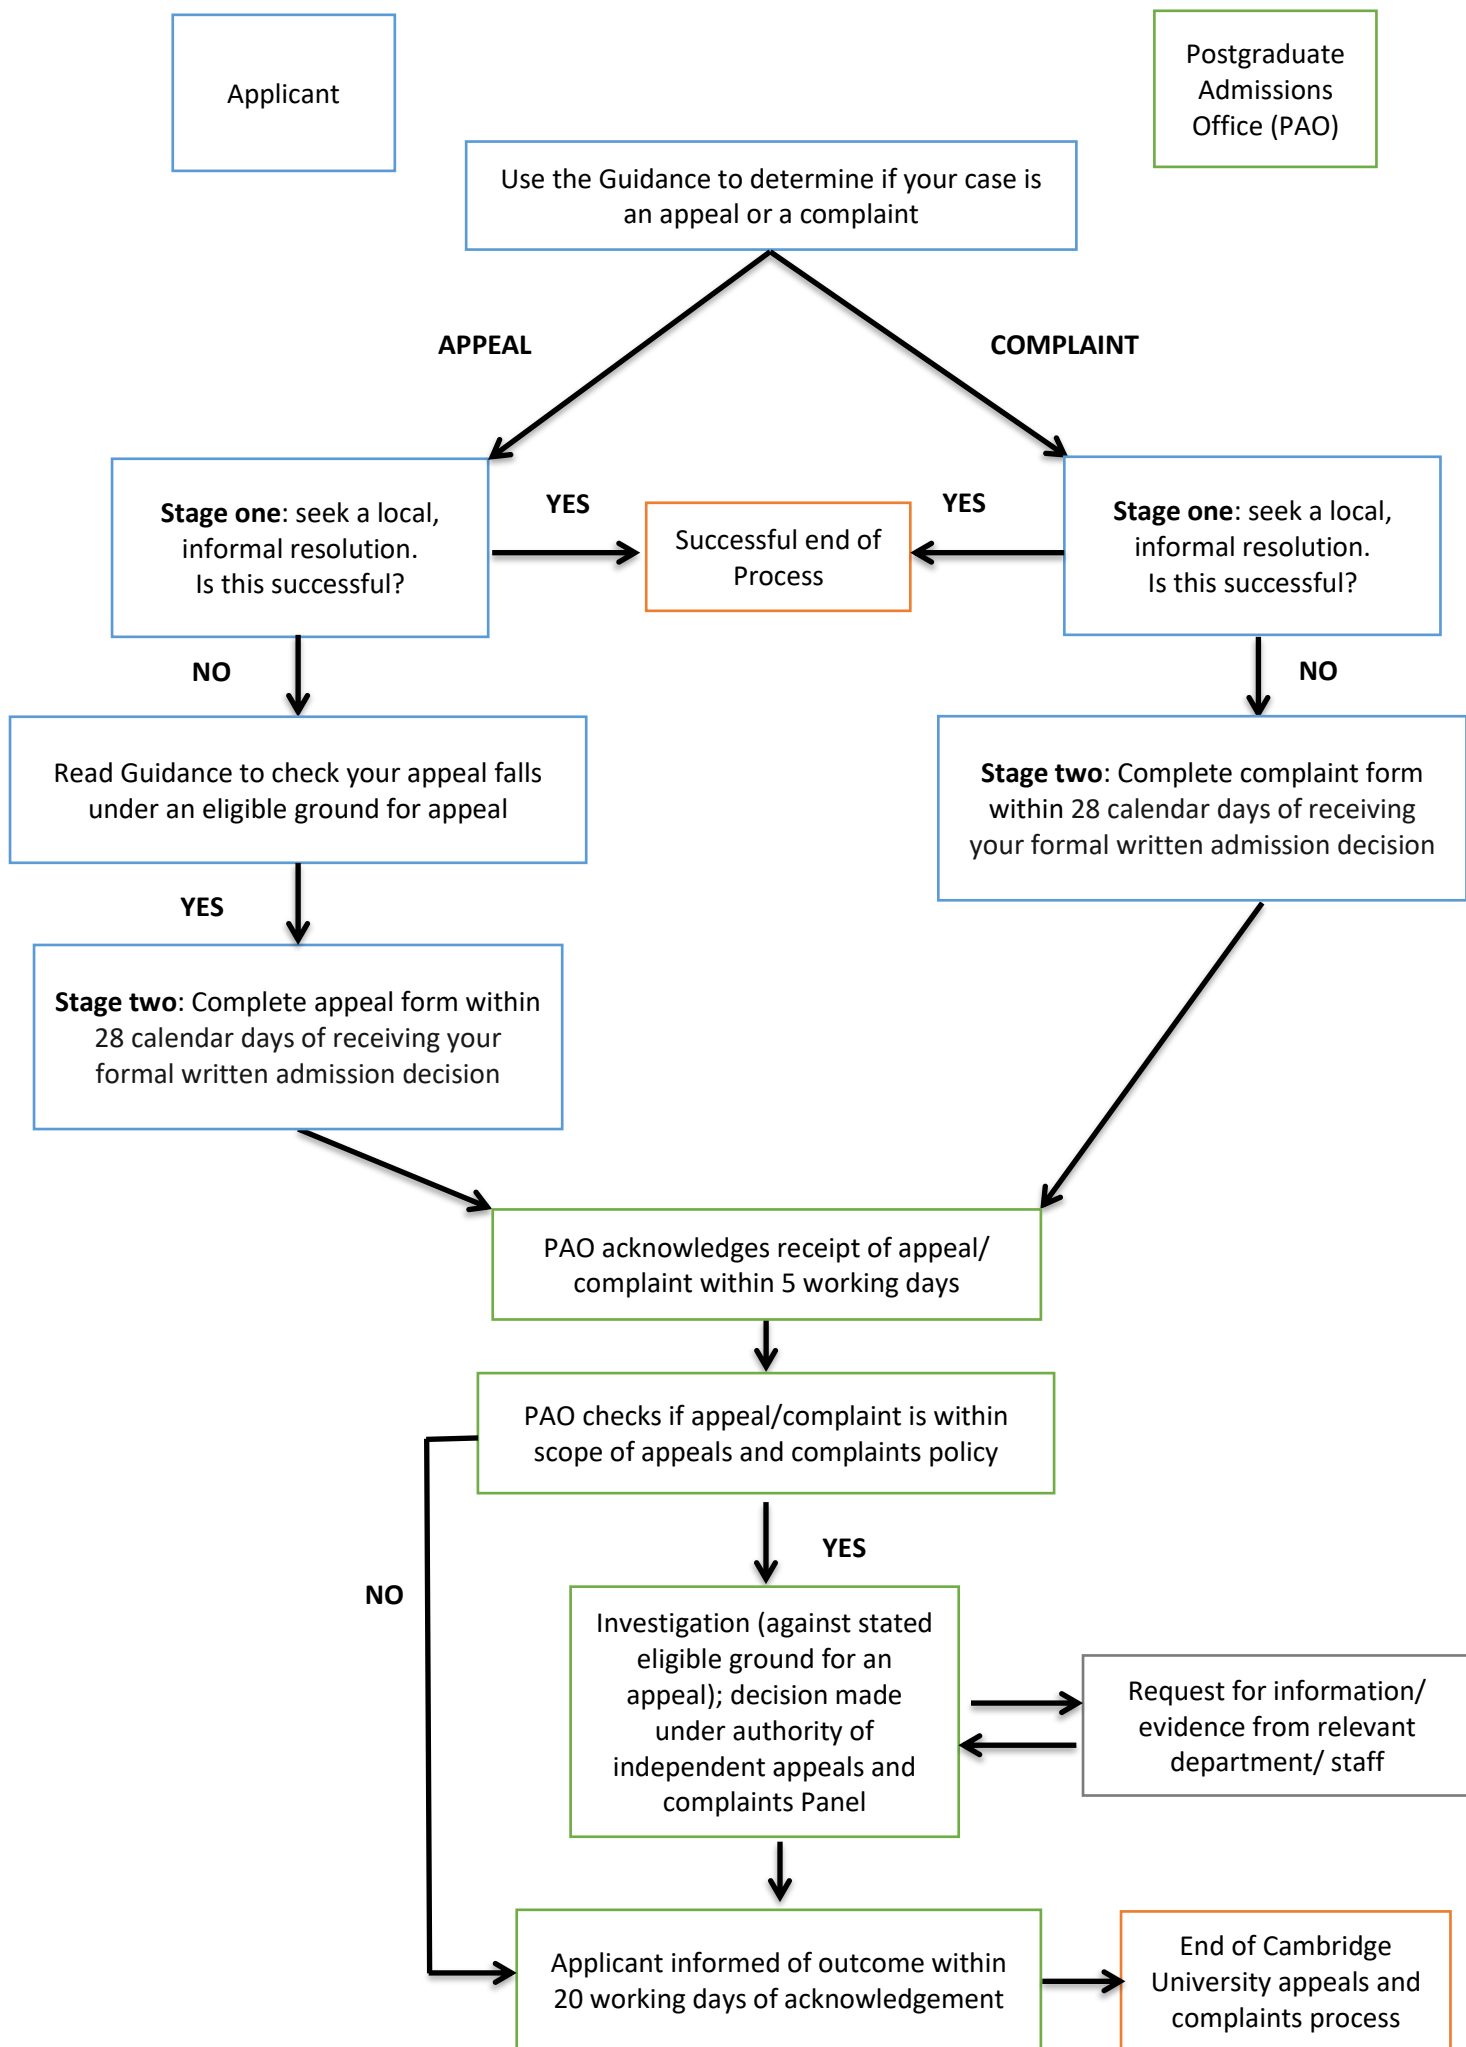 Applicant
Postgraduate
Admissions
Office (PAO)
Use the Guidance to determine if your case is
an appeal or a complaint
APPEAL
COMPLAINT
Stage one: seek a local,
informal resolution.
Is this successful?
YES
Successful end of
Process
YES
Stage one: seek a local,
informal resolution.
Is this successful?
NO
NO
Read Guidance to check your appeal falls
under an eligible ground for appeal
Stage two: Complete complaint form
within 28 calendar days of receiving
your formal written admission decision
YES
Stage two: Complete appeal form within
28 calendar days of receiving your
formal written admission decision
PAO acknowledges receipt of appeal/
complaint within 5 working days
PAO checks if appeal/complaint is within
scope of appeals and complaints policy
YES
NO
Investigation (against stated
eligible ground for an
appeal); decision made
under authority of
independent appeals and
complaints Panel
Request for information/
evidence from relevant
department/ staff
Applicant informed of outcome within
20 working days of acknowledgement
End of Cambridge
University appeals and
complaints process